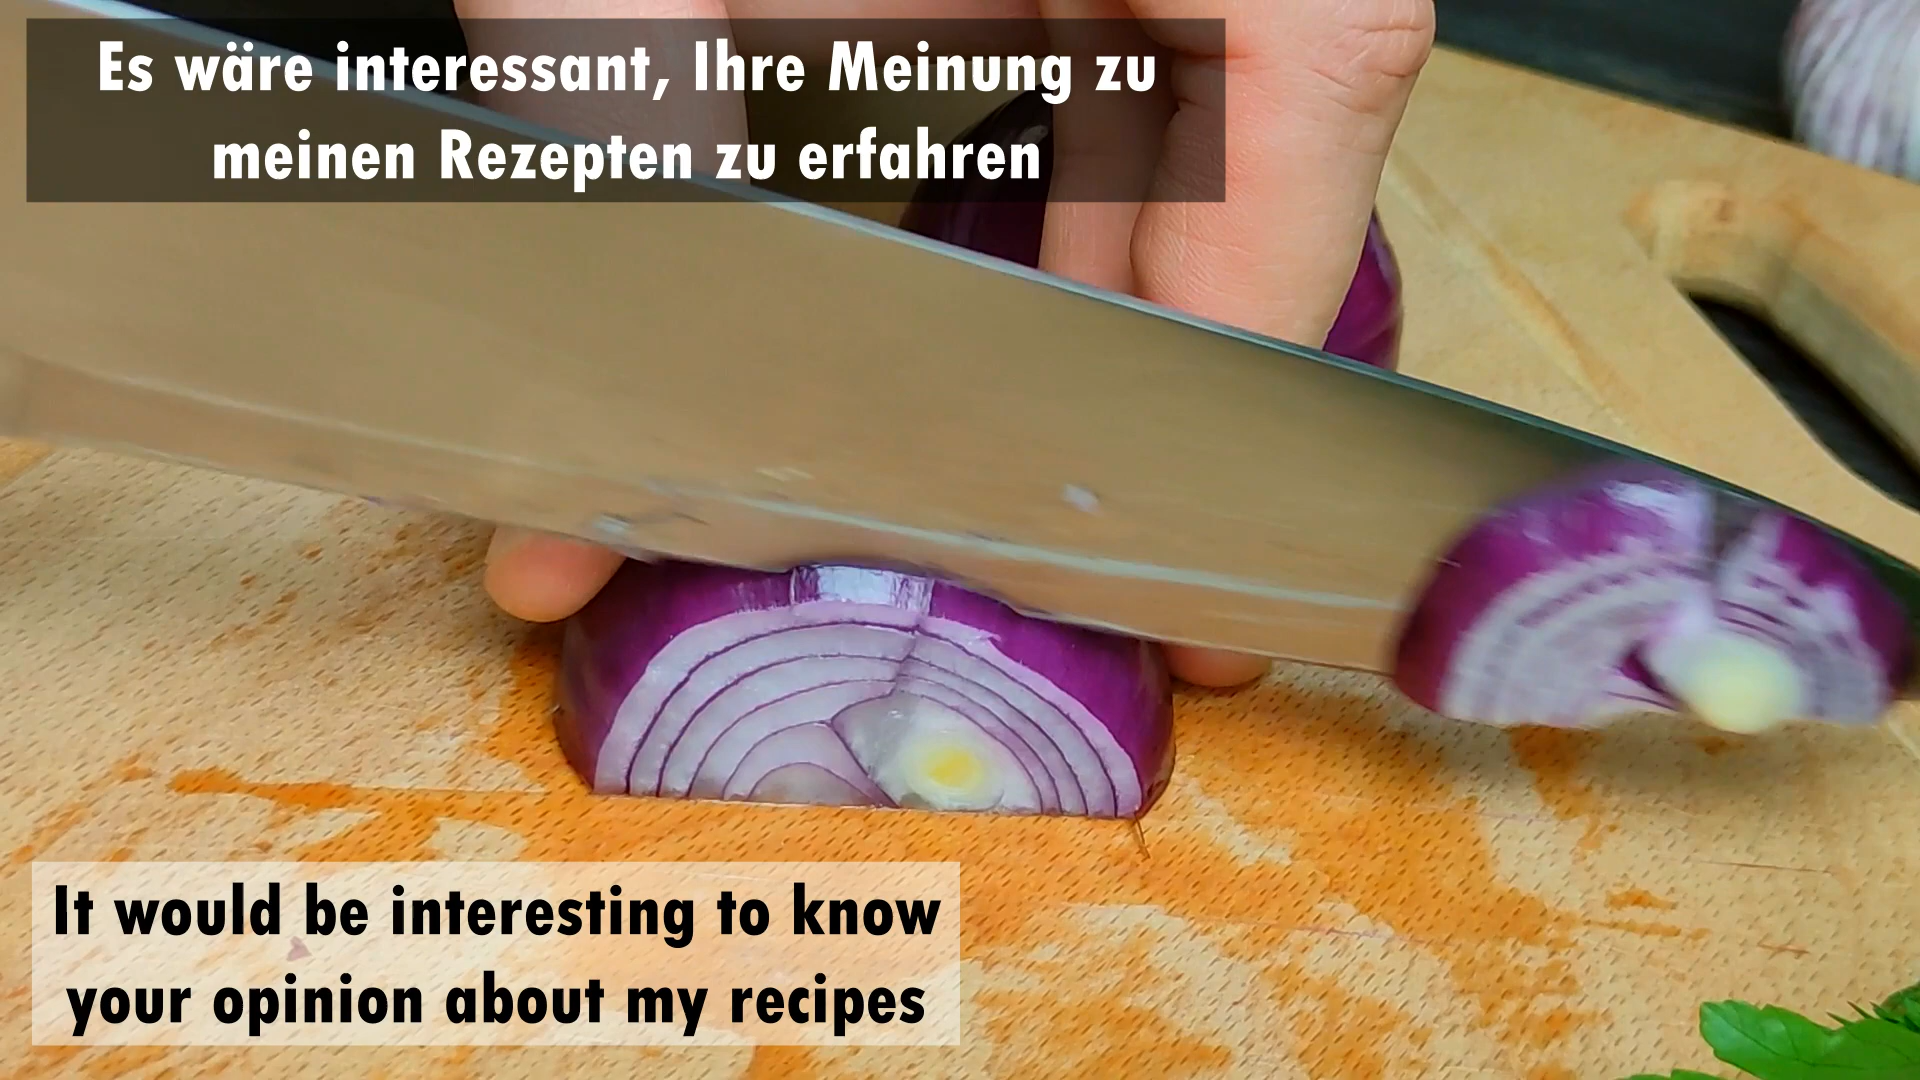 Es wäre interessant, Ihre Meinung zu
meinen Rezepten zu erfahren
It would be interesting to know
your opinion about my recipes